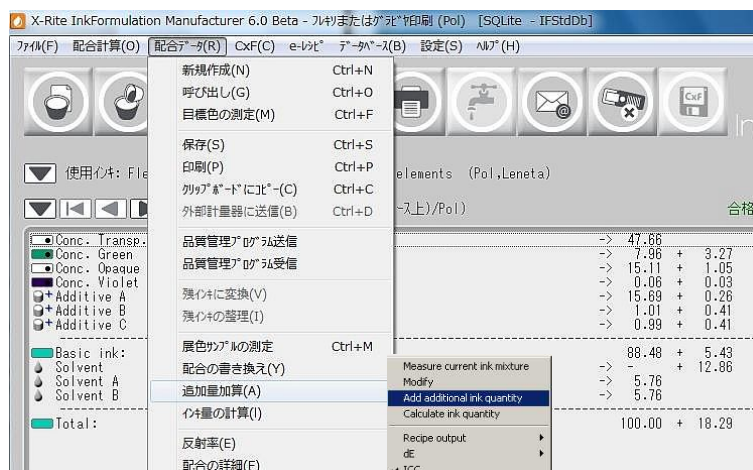 X-Rite InkFormulation Manufacturer 6.0 Beta - フレキソまたはグラビヤ印刷 (Pol) [SQLite - IFStdDb]
ファイル(F) 配合計算(O) 配合データ(R) CxF(C) e-レシピ データベース(B) 設定(S) ヘルプ(H)
新規作成(N) Ctrl+N
呼び出し(G) Ctrl+O
目標色の測定(M) Ctrl+F
保存(S) Ctrl+S
印刷(P) Ctrl+P
クリップボードにコピー(C) Ctrl+C
外部計量器に送信(B) Ctrl+D
品質管理プログラム送信
品質管理プログラム受信
残インキに変換(V)
残インキの整理(I)
展色サンプルの測定 Ctrl+M
配合の書き換え(Y)
追加量加算(A)
インキ量の計算(I)
反射率(E)
配合の詳細(F)
CxF
In
使用インキ: Fle
elements (Pol,Leneta)
ース上)/Pol)
合格
Conc. Transp. -> 47.66
Conc. Green -> 7.96 + 3.27
Conc. Opaque -> 15.11 + 1.05
Conc. Violet -> 0.06 + 0.03
Additive A -> 15.69 + 0.26
Additive B -> 1.01 + 0.41
Additive C -> 0.99 + 0.41
Basic ink: 88.48 + 5.43
Solvent -> - + 12.86
Solvent A -> 5.76
Solvent B -> 5.76
Total: 100.00 + 18.29
Measure current ink mixture
Modify
Add additional ink quantity
Calculate ink quantity
Recipe output
dE
ICC